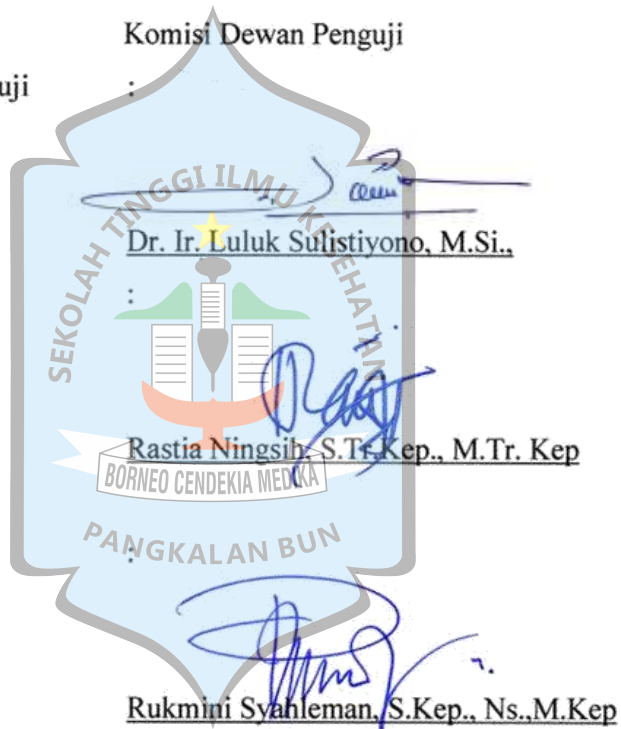 Komisi Dewan Penguji
uji :
SEKOLAH TINGGI ILMU KESEHATAN
Dr. Ir. Luluk Sulistiyono, M.Si.,
:
Rastia Ningsih, S.Tr.Kep., M.Tr. Kep
BORNEO CENDEKIA MEDIKA
PANGKALAN BUN
:
Rukmini Syahleman, S.Kep., Ns.,M.Kep